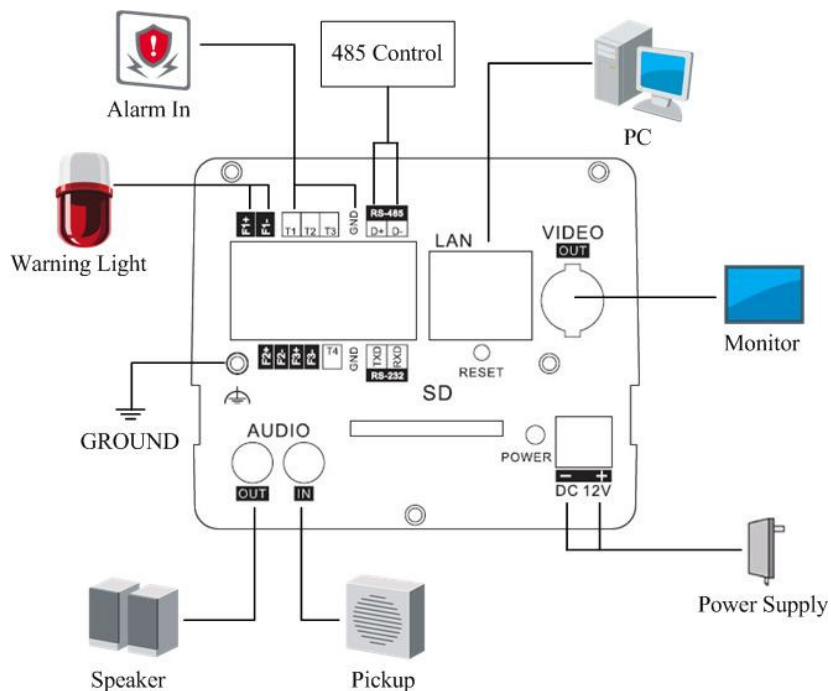 485 Control
Alarm In
PC
Warning Light
F1+ F1- T1 T2 T3 GND RS-485
D+ D-
LAN
VIDEO
OUT
Monitor
F2+ F2- F3+ F3- T4 GND TXD RXD
RS-232
RESET
SD
GROUND
AUDIO
OUT IN
POWER
- +
DC 12V
Power Supply
Speaker
Pickup